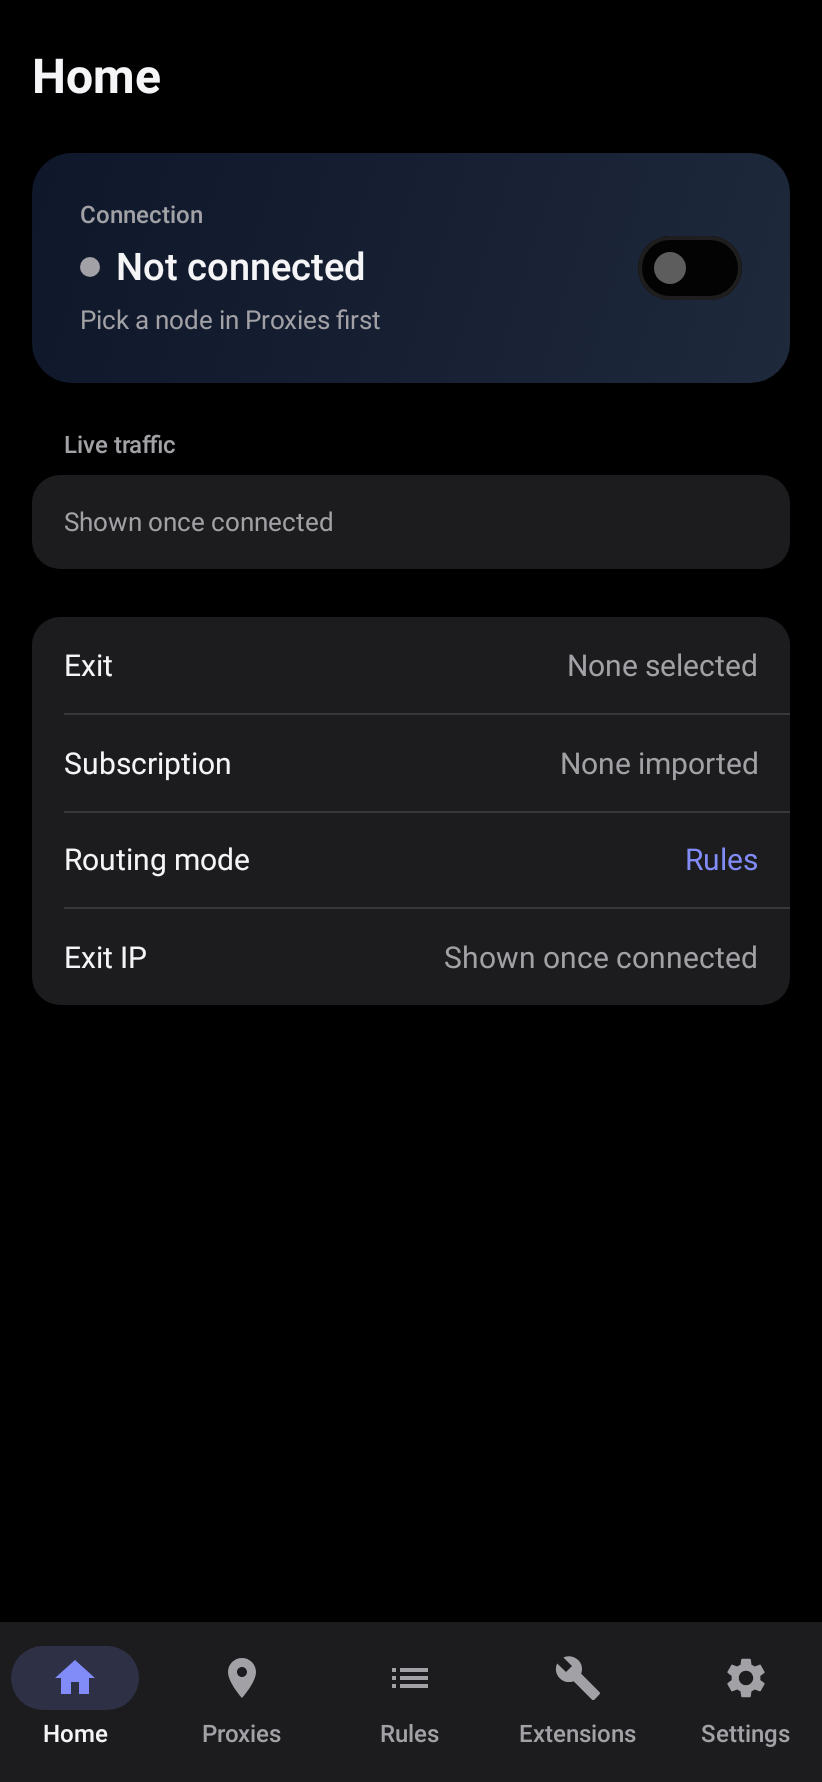 Home
Connection
Not connected
Pick a node in Proxies first
Live traffic
Shown once connected
Exit None selected
Subscription None imported
Routing mode Rules
Exit IP Shown once connected
Home Proxies Rules Extensions Settings